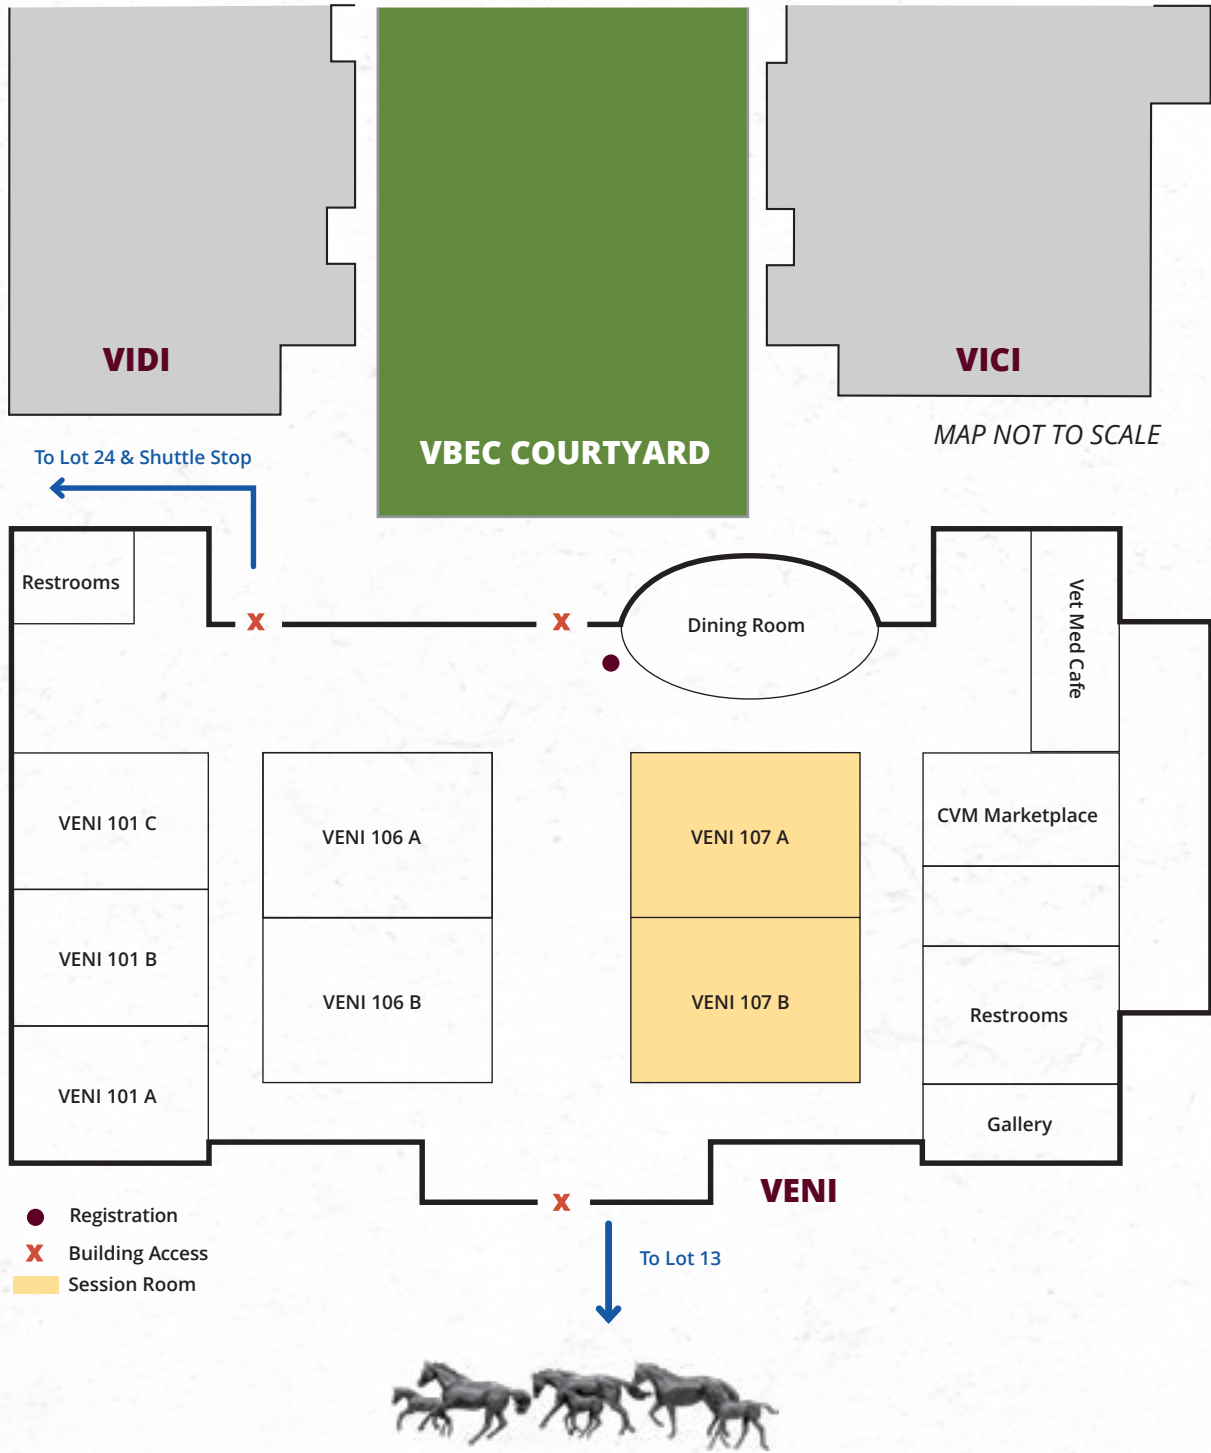 VIDI
VICI
VBEC COURTYARD
MAP NOT TO SCALE
To Lot 24 & Shuttle Stop
Restrooms
X
X
Dining Room
Vet Med Cafe
VENI 101 C
VENI 106 A
VENI 107 A
CVM Marketplace
VENI 101 B
VENI 106 B
VENI 107 B
Restrooms
VENI 101 A
Gallery
X
VENI
Registration
X Building Access
Session Room
To Lot 13